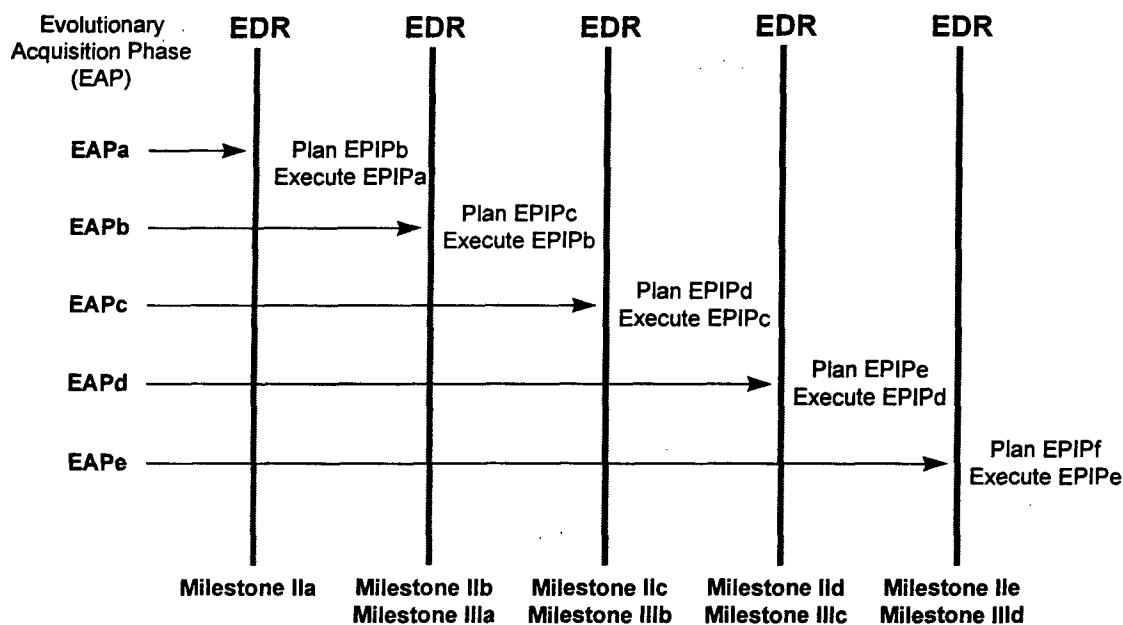 Evolutionary
Acquisition Phase
(EAP)
EDR
EDR
EDR
EDR
EDR
EAPa
Plan EPIPb
Execute EPIPa
EAPb
Plan EPIPc
Execute EPIPb
EAPc
Plan EPIPd
Execute EPIPc
EAPd
Plan EPIPe
Execute EPIPd
EAPe
Plan EPIPf
Execute EPIPe
Milestone IIa
Milestone IIb
Milestone IIIa
Milestone IIc
Milestone IIIb
Milestone IId
Milestone IIIc
Milestone IIe
Milestone IIId